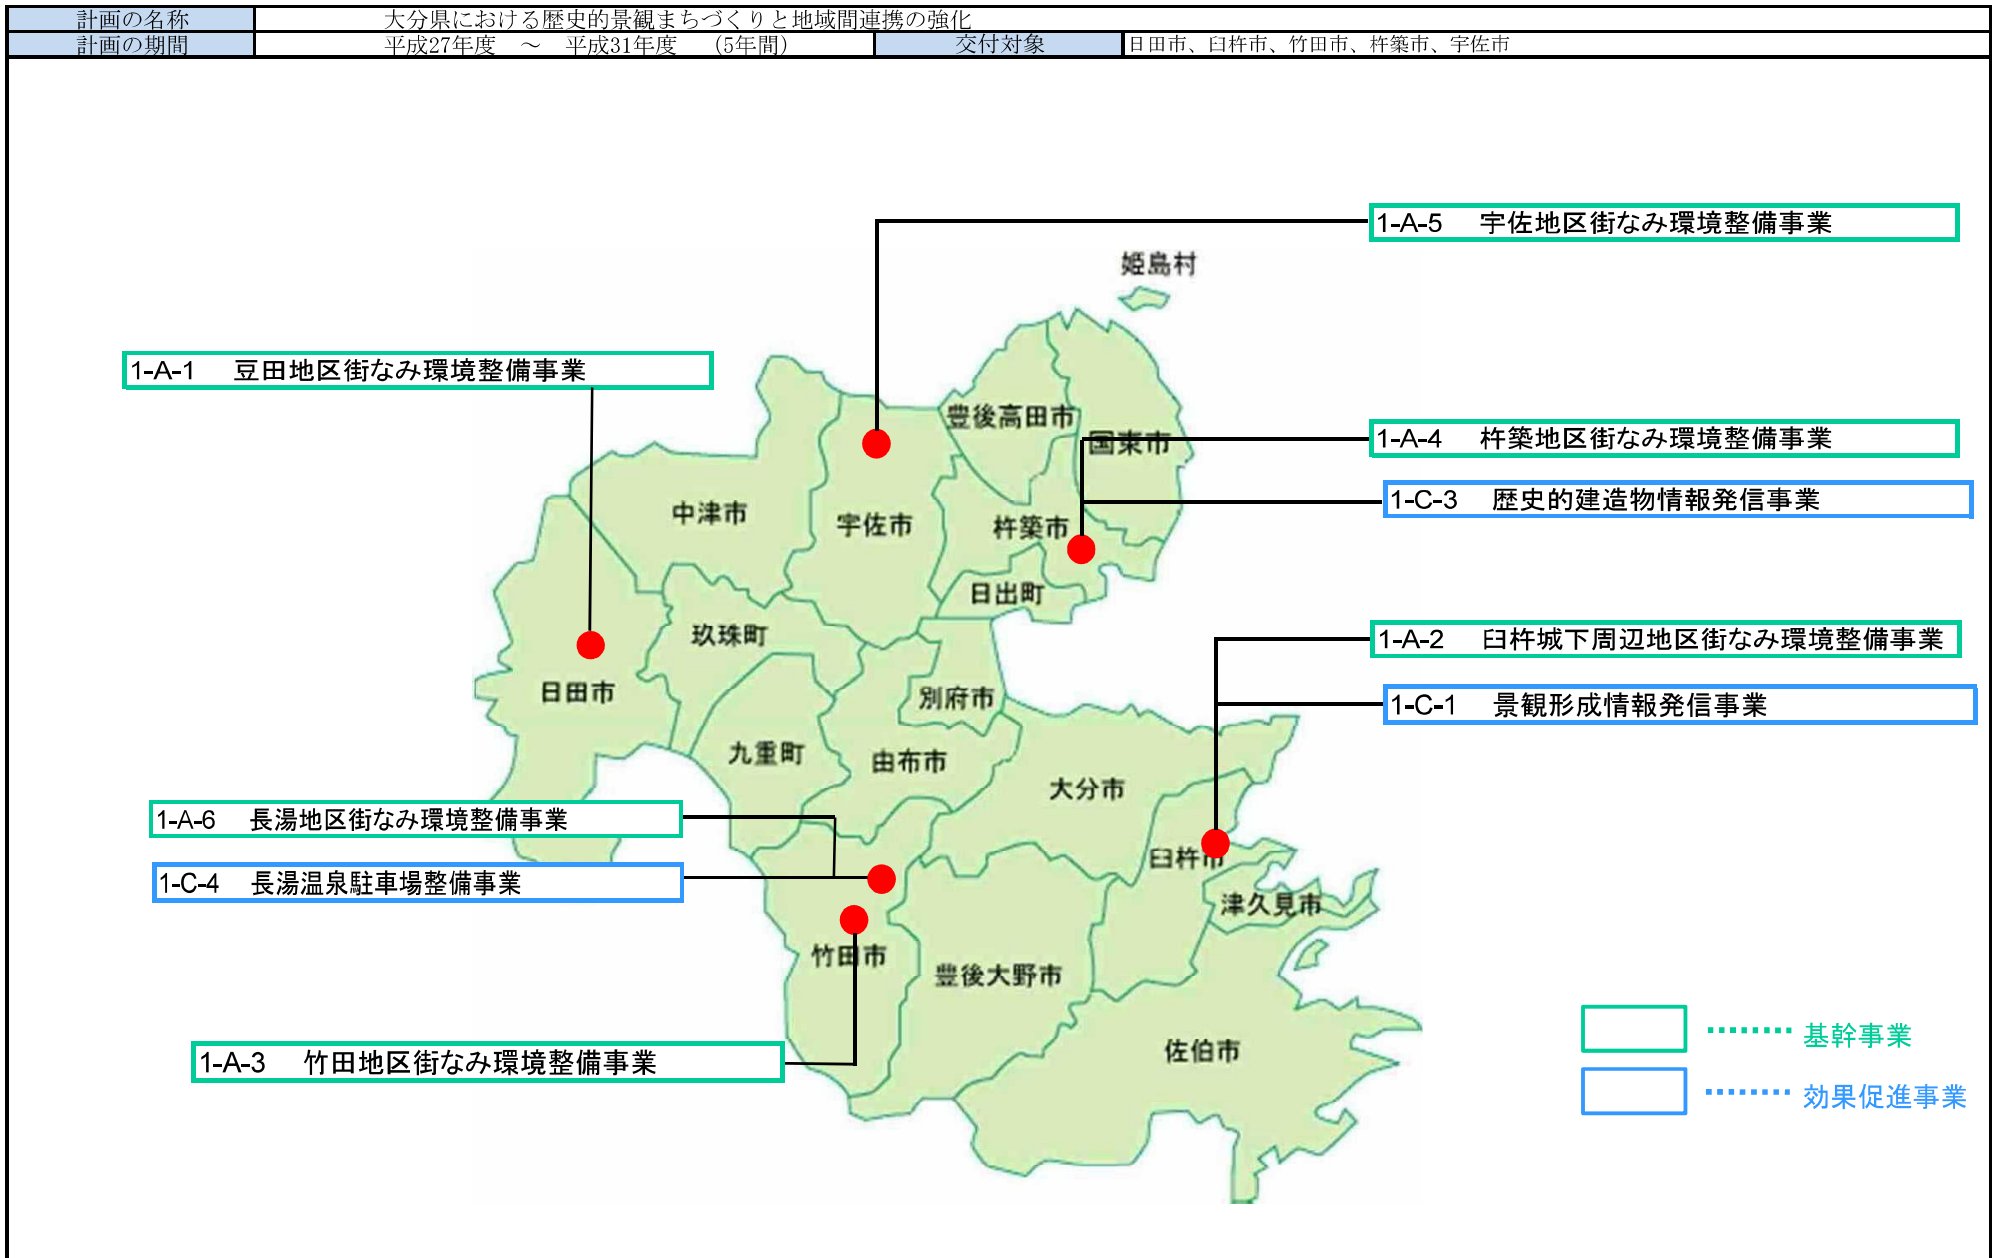 計画の名称 大分県における歴史的景観まちづくりと地域間連携の強化
計画の期間 平成27年度 ～ 平成31年度 (5年間) 交付対象 日田市、臼杵市、竹田市、杵築市、宇佐市
1-A-5 宇佐地区街なみ環境整備事業
姫島村
1-A-1 豆田地区街なみ環境整備事業
豊後高田市
国東市
1-A-4 杵築地区街なみ環境整備事業
1-C-3 歴史的建造物情報発信事業
中津市
宇佐市
杵築市
日出町
玖珠町
1-A-2 臼杵城下周辺地区街なみ環境整備事業
日田市
別府市
1-C-1 景観形成情報発信事業
九重町
由布市
大分市
1-A-6 長湯地区街なみ環境整備事業
臼杵市
1-C-4 長湯温泉駐車場整備事業
津久見市
竹田市
豊後大野市
1-A-3 竹田地区街なみ環境整備事業
佐伯市
基幹事業
効果促進事業